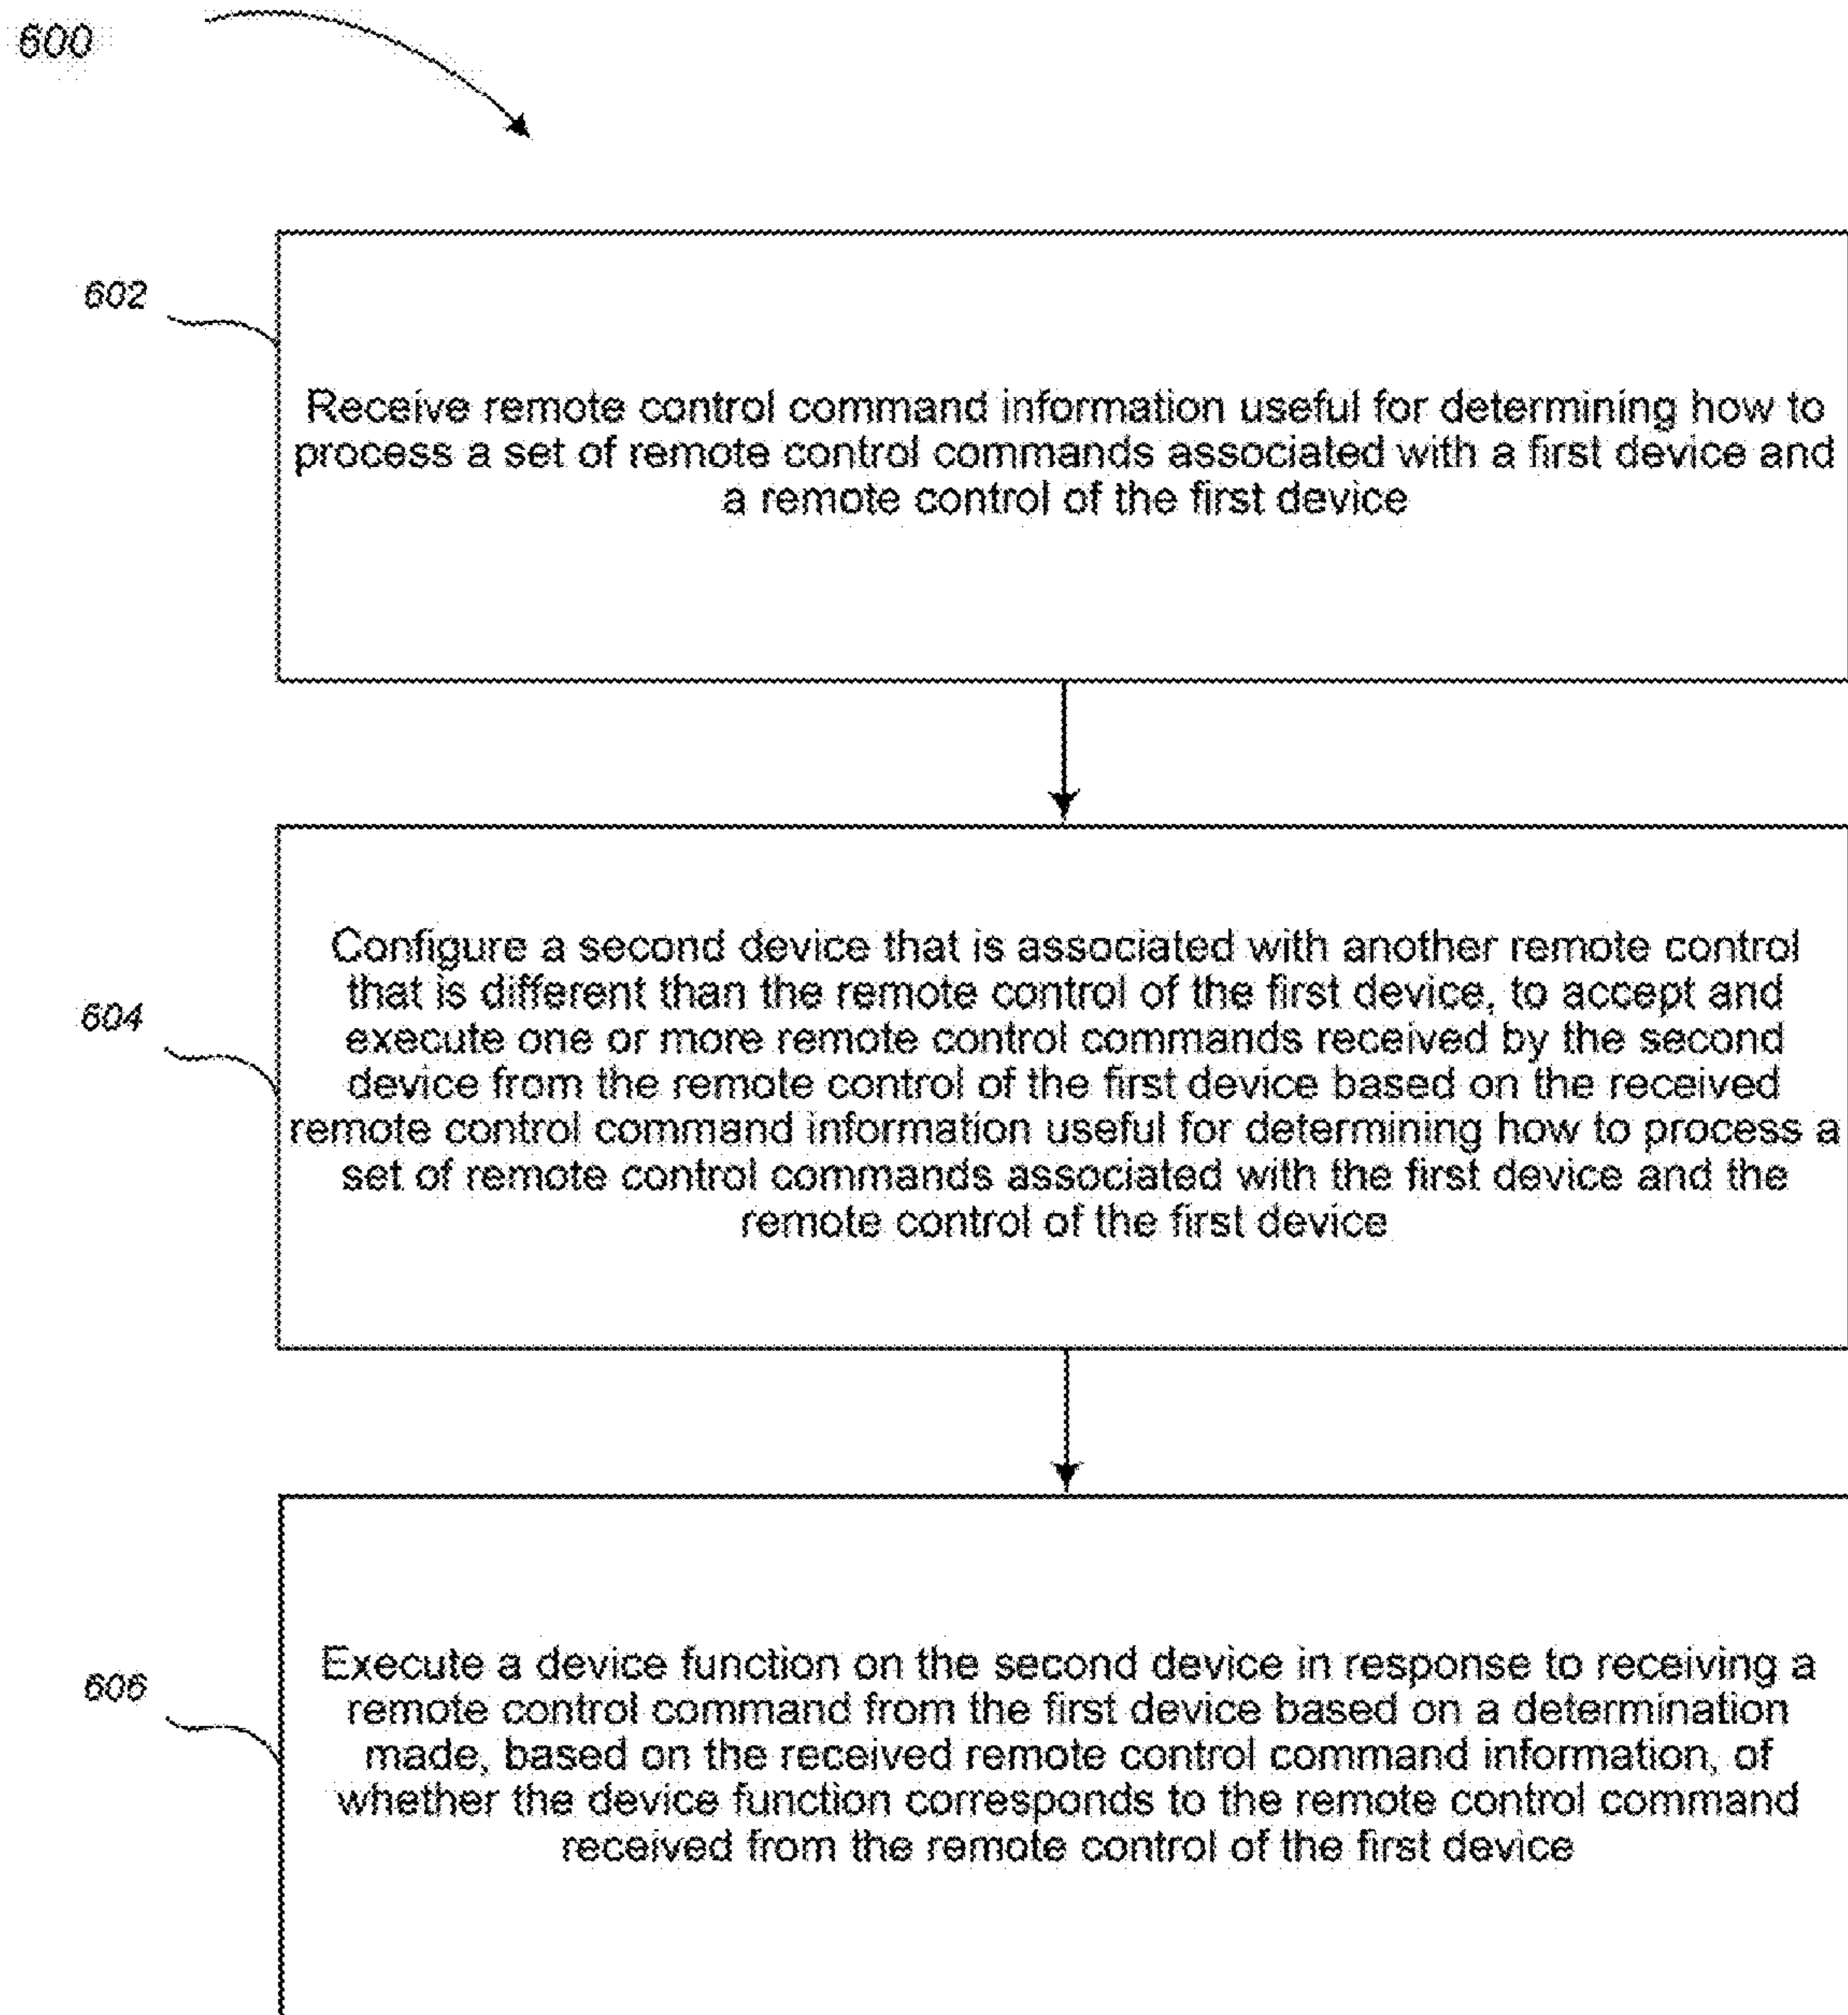 600
602
Receive remote control command information useful for determining how to
process a set of remote control commands associated with a first device and
a remote control of the first device
604
Configure a second device that is associated with another remote control
that is different than the remote control of the first device, to accept and
execute one or more remote control commands received by the second
device from the remote control of the first device based on the received
remote control command information useful for determining how to process a
set of remote control commands associated with the first device and the
remote control of the first device
606
Execute a device function on the second device in response to receiving a
remote control command from the first device based on a determination
made, based on the received remote control command information, of
whether the device function corresponds to the remote control command
received from the remote control of the first device